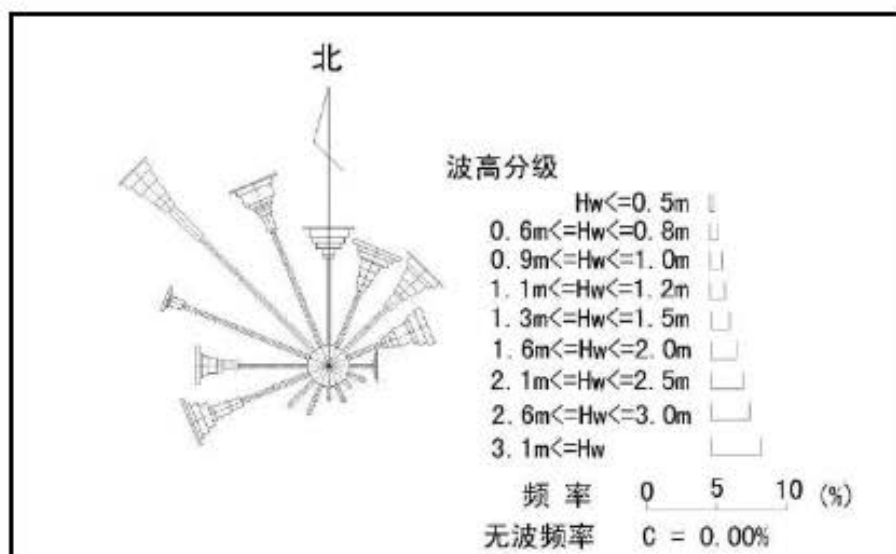 北
波高分级
Hw<=0.5m
0.6m<=Hw<=0.8m
0.9m<=Hw<=1.0m
1.1m<=Hw<=1.2m
1.3m<=Hw<=1.5m
1.6m<=Hw<=2.0m
2.1m<=Hw<=2.5m
2.6m<=Hw<=3.0m
3.1m<=Hw
频率 0 5 10 (%)
无波频率 C = 0.00%